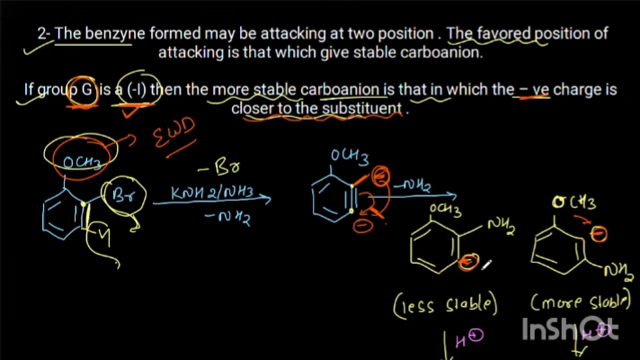 2- The benzyne formed may be attacking at two position . The favored position of
attacking is that which give stable carboanion.
If group G is a (-I) then the more stable carboanion is that in which the – ve charge is
closer to the substituent .
EWD
OCH3
Br
H
– Br
KNH2/NH3
–NH2
OCH3
–
–
–NH2
OCH3
NH2
–
(less stable)
H+
OCH3
–
NH2
(more stable)
H+
InShOt